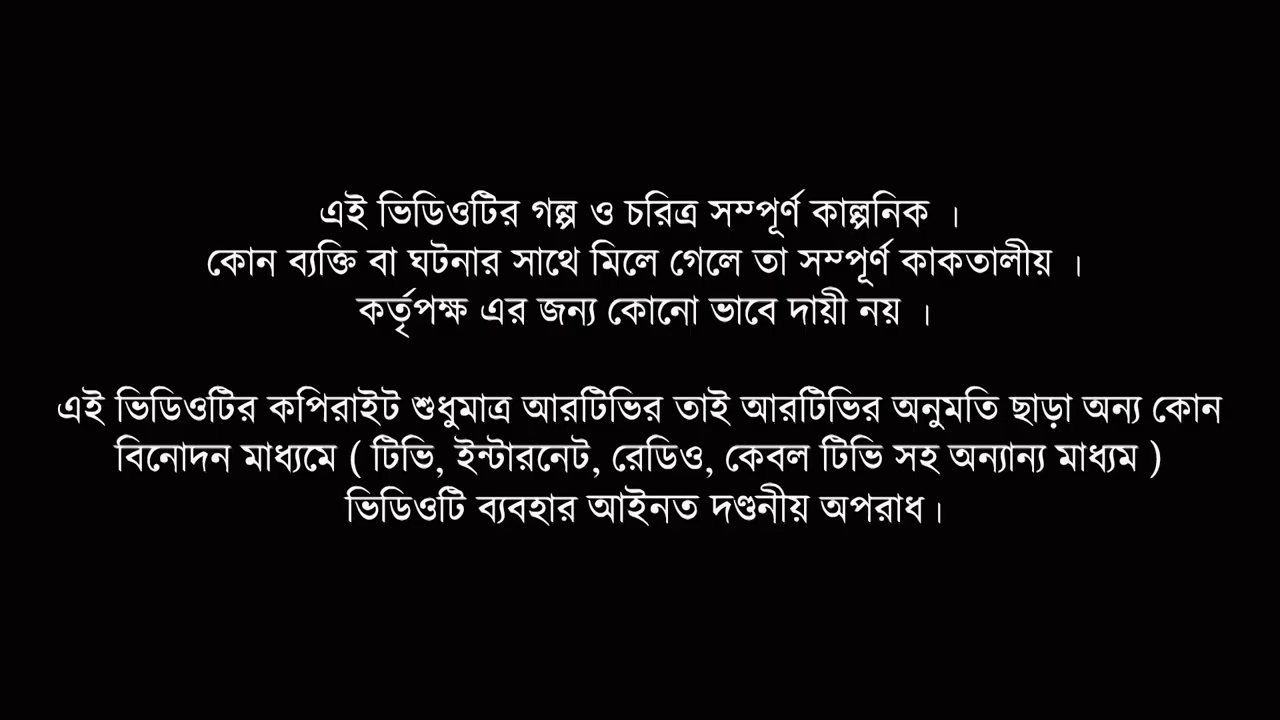 এই ভিডিওটির গল্প ও চরিত্র সম্পূর্ণ কাল্পনিক ।
কোন ব্যক্তি বা ঘটনার সাথে মিলে গেলে তা সম্পূর্ণ কাকতালীয় ।
কর্তৃপক্ষ এর জন্য কোনো ভাবে দায়ী নয় ।
এই ভিডিওটির কপিরাইট শুধুমাত্র আরটিভির তাই আরটিভির অনুমতি ছাড়া অন্য কোন
বিনোদন মাধ্যমে ( টিভি, ইন্টারনেট, রেডিও, কেবল টিভি সহ অন্যান্য মাধ্যম )
ভিডিওটি ব্যবহার আইনত দণ্ডনীয় অপরাধ।